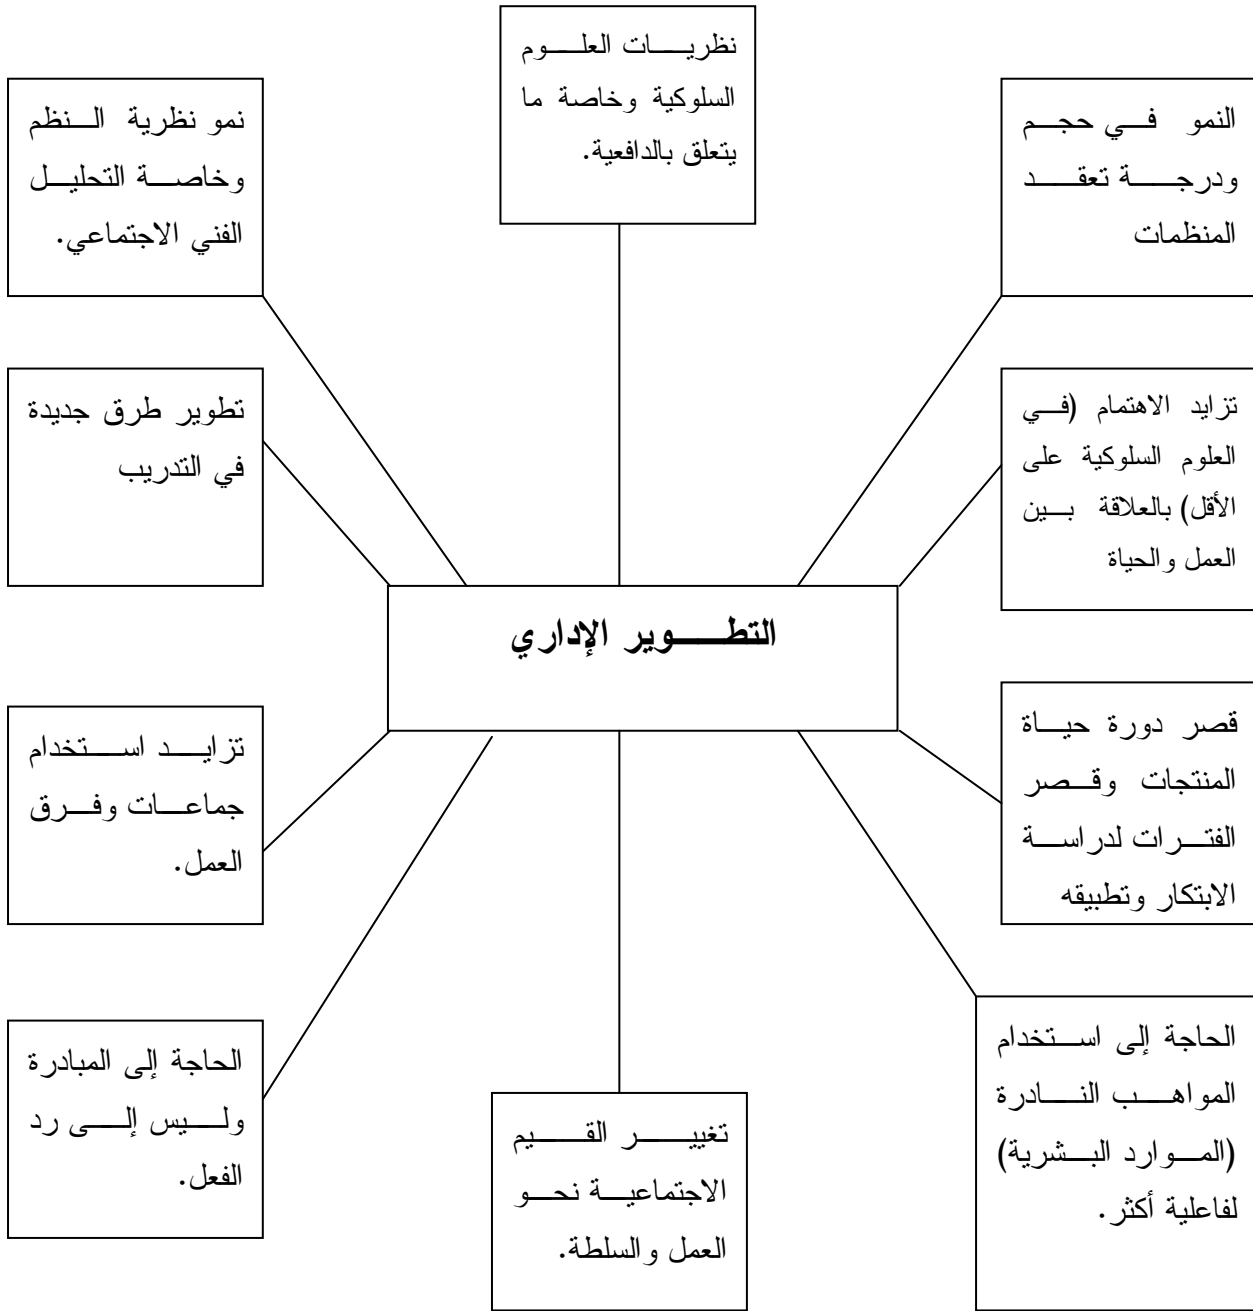 نظريات العلوم
السلوكية وخاصة ما
يتعلق بالدافعية.
النمو في حجم
ودرجة تعقد
المنظمات
نمو نظرية النظم
وخاصة التحليل
الفني الاجتماعي.
تزايد الاهتمام (في
العلوم السلوكية على
الأقل) بالعلاقة بين
العمل والحياة
تطوير طرق جديدة
في التدريب
التطوير الإداري
قصر دورة حياة
المنتجات وقصر
الفترات لدراسة
الابتكار وتطبيقه
تزايد استخدام
جماعات وفرق
العمل.
الحاجة إلى استخدام
المواهب النادرة
(الموارد البشرية)
لفاعلية أكثر.
الحاجة إلى المبادرة
وليس إلى رد
الفعل.
تغيير القيم
الاجتماعية نحو
العمل والسلطة.